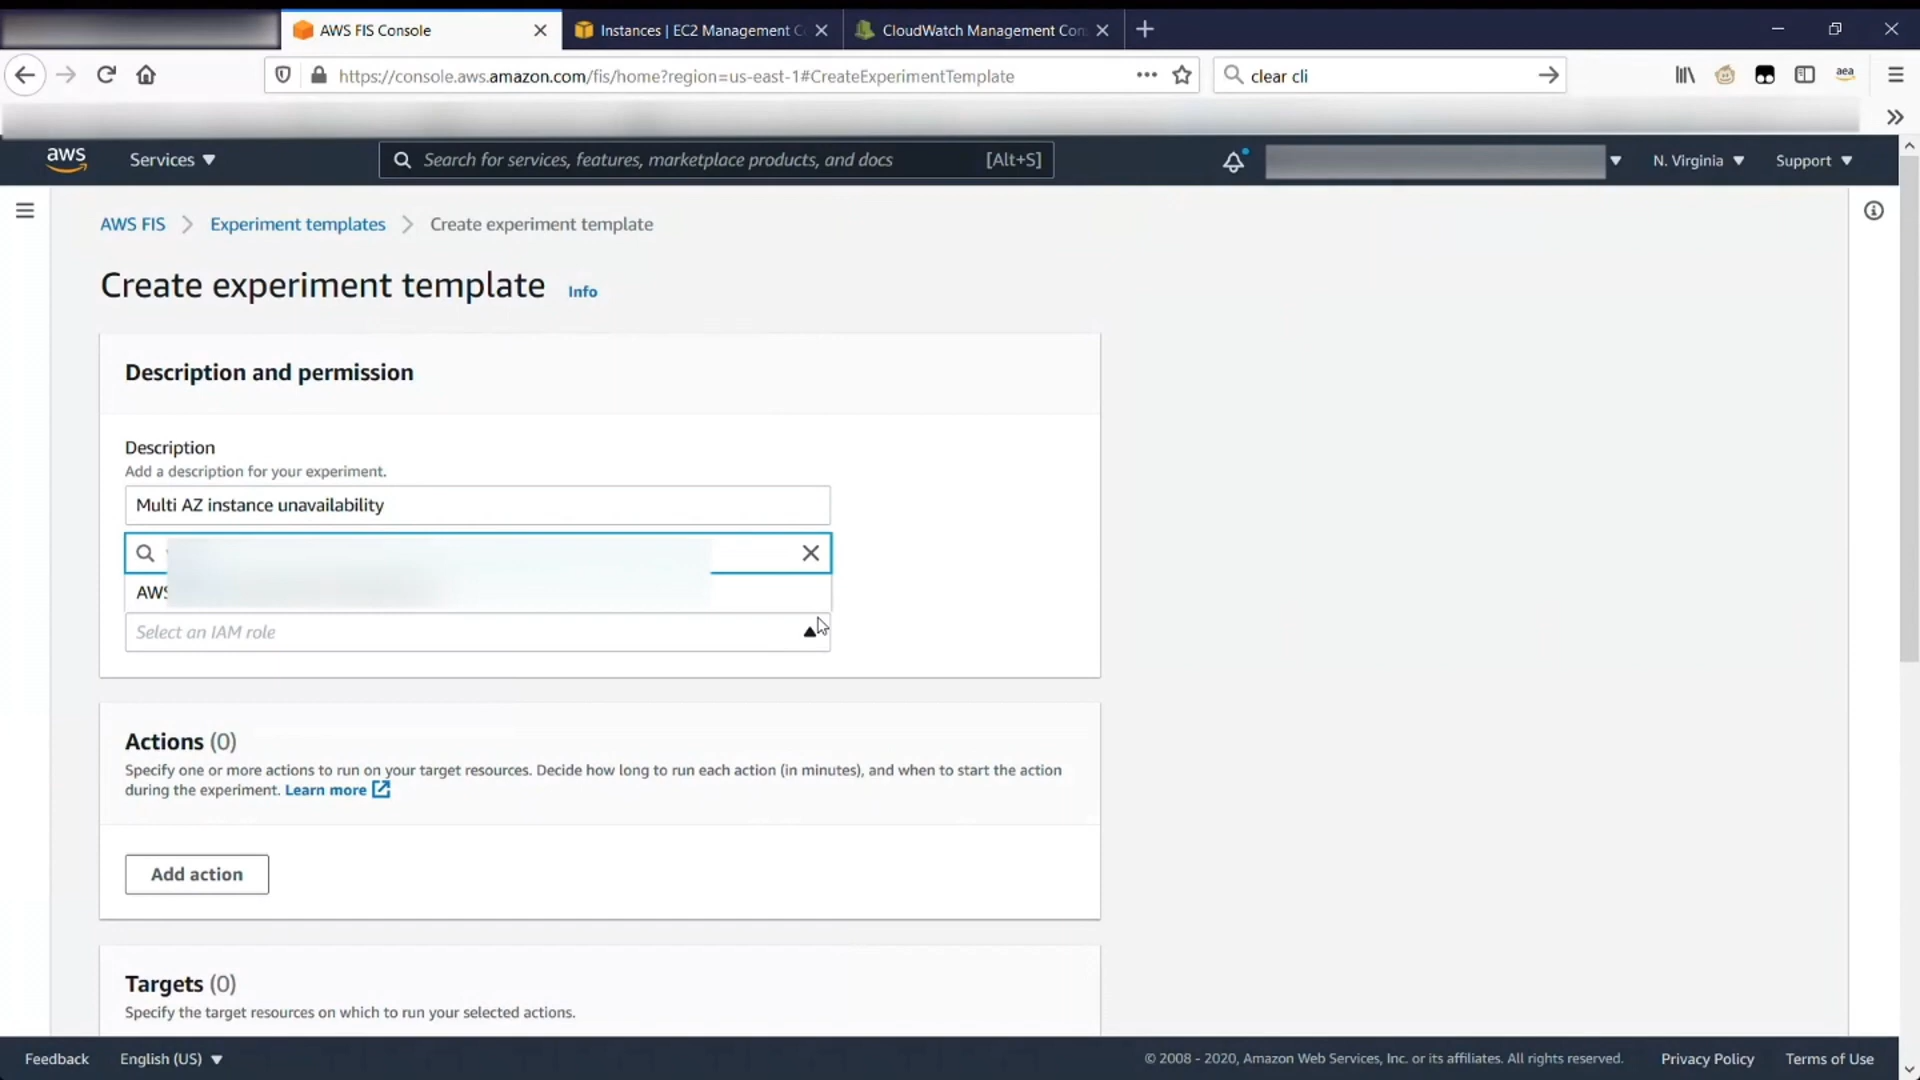 AWS FIS Console
Instances | EC2 Management C
CloudWatch Management Con
https://console.aws.amazon.com/fis/home?region=us-east-1#CreateExperimentTemplate
clear cli
aea
aws
Services
Search for services, features, marketplace products, and docs [Alt+S]
N. Virginia
Support
AWS FIS > Experiment templates > Create experiment template
Create experiment template Info
Description and permission
Description
Add a description for your experiment.
Multi AZ instance unavailability
AWS
Select an IAM role
Actions (0)
Specify one or more actions to run on your target resources. Decide how long to run each action (in minutes), and when to start the action
during the experiment. Learn more
Add action
Targets (0)
Specify the target resources on which to run your selected actions.
Feedback English (US) © 2008 - 2020, Amazon Web Services, Inc. or its affiliates. All rights reserved. Privacy Policy Terms of Use